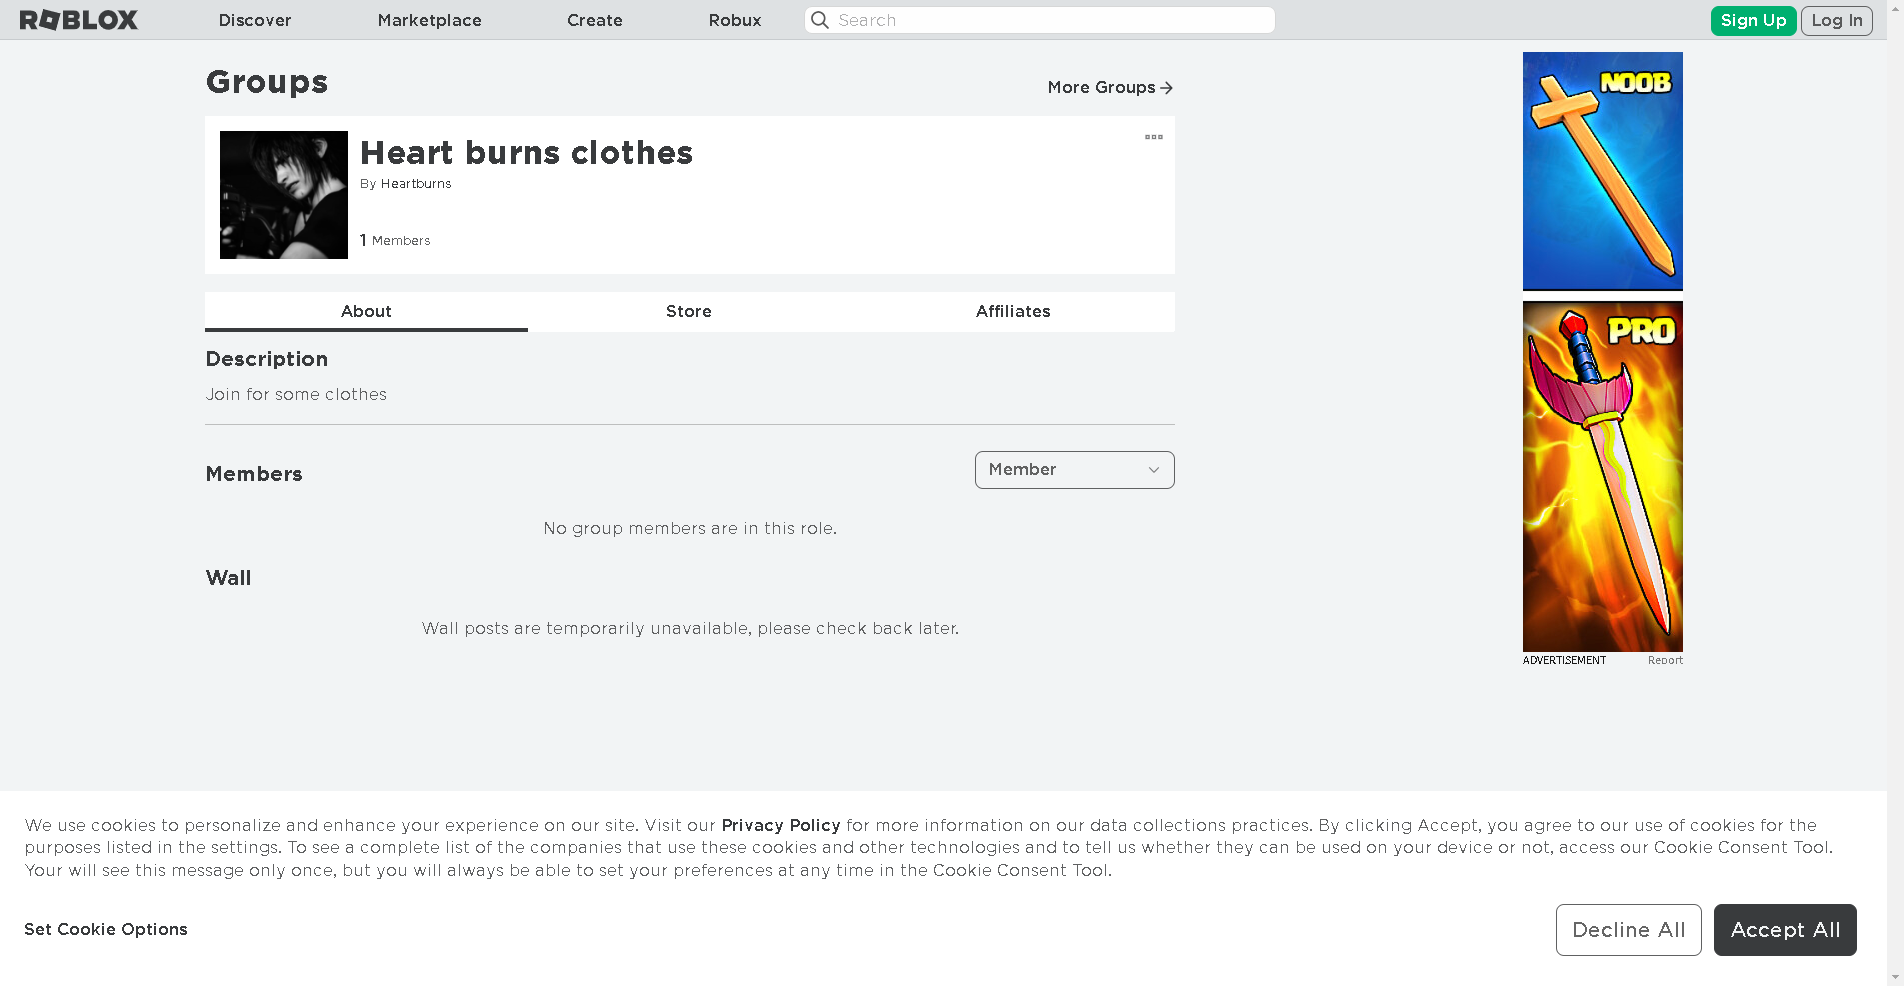 ROBLOX Discover Marketplace Create Robux Search Sign Up Log In
Groups
More Groups
Heart burns clothes
By Heartburns
1 Members
About Store Affiliates
Description
Join for some clothes
Members
Member
No group members are in this role.
Wall
Wall posts are temporarily unavailable, please check back later.
NOOB
PRO
ADVERTISEMENT Report
We use cookies to personalize and enhance your experience on our site. Visit our Privacy Policy for more information on our data collections practices. By clicking Accept, you agree to our use of cookies for the
purposes listed in the settings. To see a complete list of the companies that use these cookies and other technologies and to tell us whether they can be used on your device or not, access our Cookie Consent Tool.
Your will see this message only once, but you will always be able to set your preferences at any time in the Cookie Consent Tool.
Set Cookie Options
Decline All
Accept All